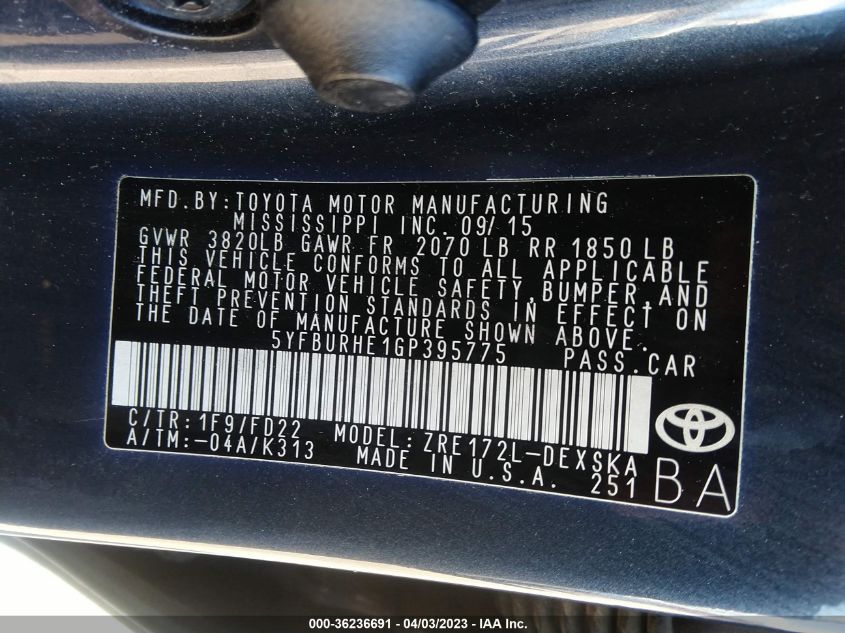 MFD. BY: TOYOTA MOTOR MANUFACTURING
MISSISSIPPI INC. 09/15
GVWR 3820LB GAWR FR 2070 LB RR 1850 LB
THIS VEHICLE CONFORMS TO ALL APPLICABLE
FEDERAL MOTOR VEHICLE SAFETY, BUMPER, AND
THEFT PREVENTION STANDARDS IN EFFECT ON
THE DATE OF MANUFACTURE SHOWN ABOVE.
5YFBURHE1GP395775 PASS. CAR
C/TR: 1F9/FD22 MODEL: ZRE172L-DEXSKA
A/TM: -04A/K313 MADE IN U.S.A. 251 BA
000-36236691 - 04/03/2023 - IAA Inc.